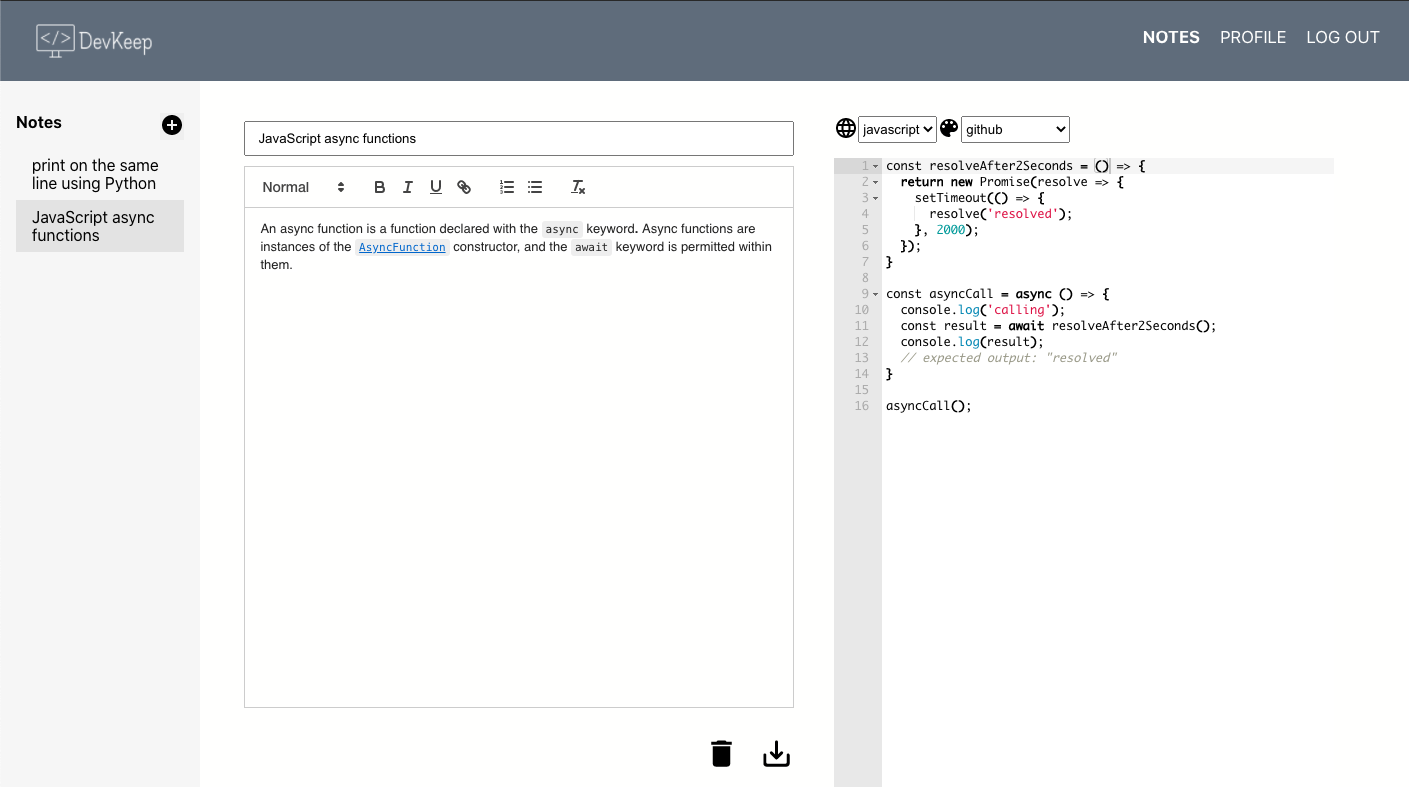 </> DevKeep
NOTES PROFILE LOG OUT
Notes
print on the same
line using Python
JavaScript async
functions
JavaScript async functions
Normal B I U
An async function is a function declared with the async keyword. Async functions are
instances of the AsyncFunction constructor, and the await keyword is permitted within
them.
javascript github
1 const resolveAfter2Seconds = () => {
2   return new Promise(resolve => {
3     setTimeout(() => {
4       resolve('resolved');
5     }, 2000);
6   });
7 }
8
9 const asyncCall = async () => {
10   console.log('calling');
11   const result = await resolveAfter2Seconds();
12   console.log(result);
13   // expected output: "resolved"
14 }
15
16 asyncCall();